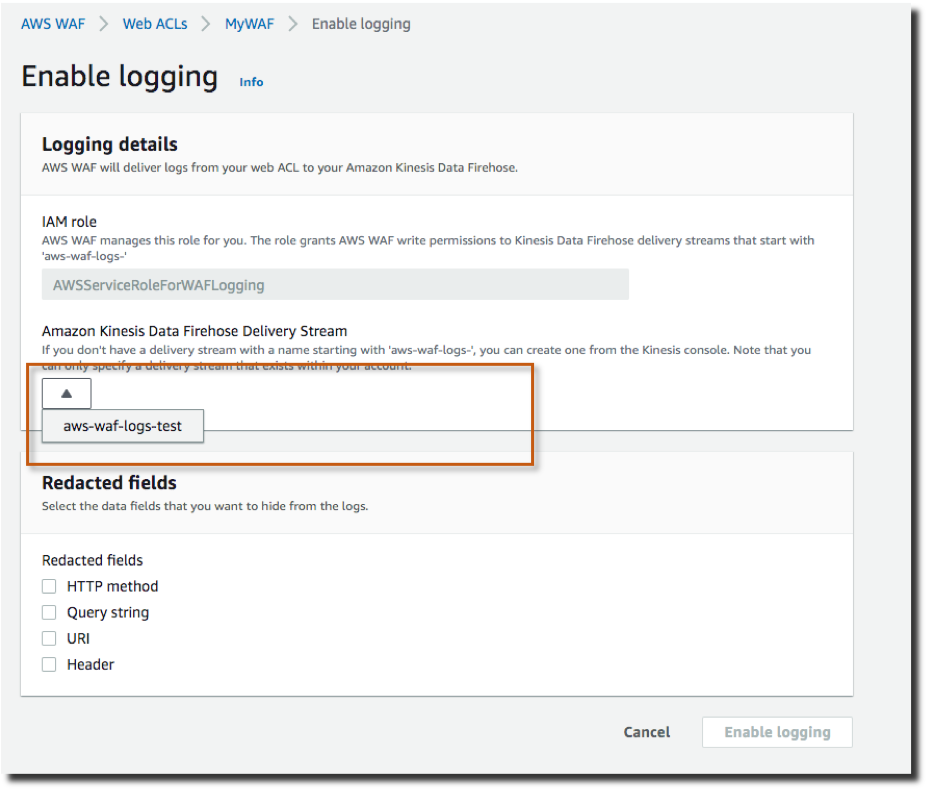 AWS WAF > Web ACLs > MyWAF > Enable logging
Enable logging Info
Logging details
AWS WAF will deliver logs from your web ACL to your Amazon Kinesis Data Firehose.
IAM role
AWS WAF manages this role for you. The role grants AWS WAF write permissions to Kinesis Data Firehose delivery streams that start with
'aws-waf-logs-'
AWSServiceRoleForWAFLogging
Amazon Kinesis Data Firehose Delivery Stream
If you don't have a delivery stream with a name starting with 'aws-waf-logs-', you can create one from the Kinesis console. Note that you
can only specify a delivery stream that exists within your account.
aws-waf-logs-test
Redacted fields
Select the data fields that you want to hide from the logs.
Redacted fields
HTTP method
Query string
URI
Header
Cancel Enable logging